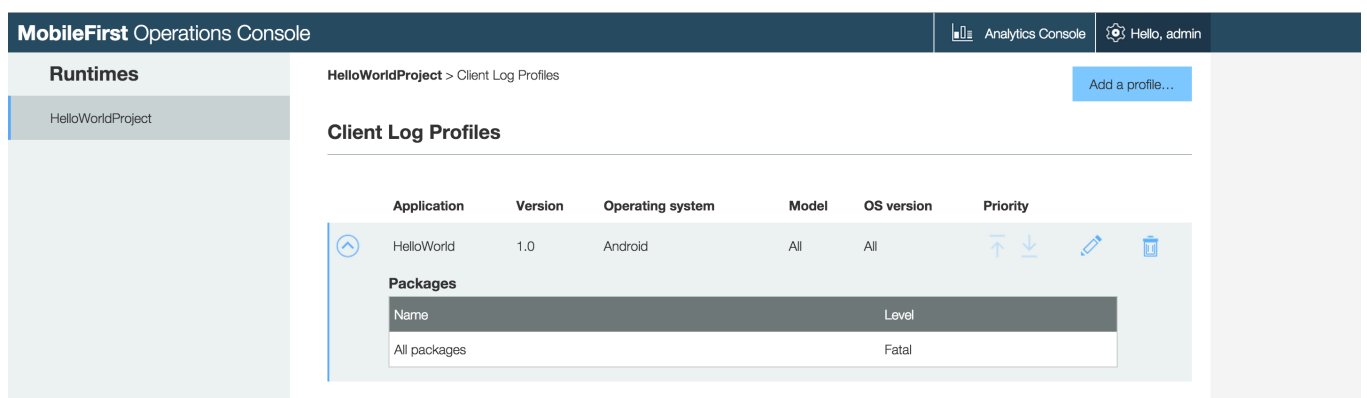 MobileFirst Operations Console Analytics Console Hello, admin
Runtimes
HelloWorldProject
HelloWorldProject > Client Log Profiles
Add a profile...
Client Log Profiles
Application Version Operating system Model OS version Priority
HelloWorld 1.0 Android All All
Packages
Name Level
All packages Fatal